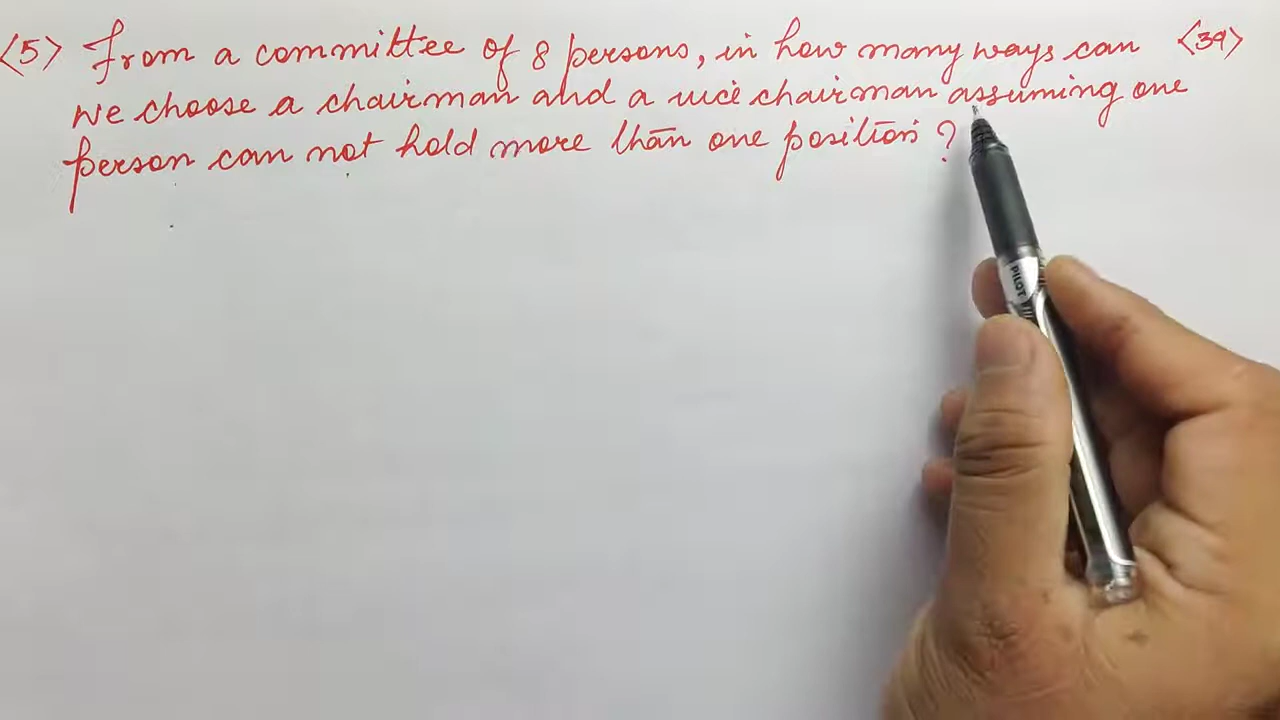 <5> From a committee of 8 persons, in how many ways can <39>
we choose a chairman and a vice chairman assuming one
person can not hold more than one position ?
PILOT